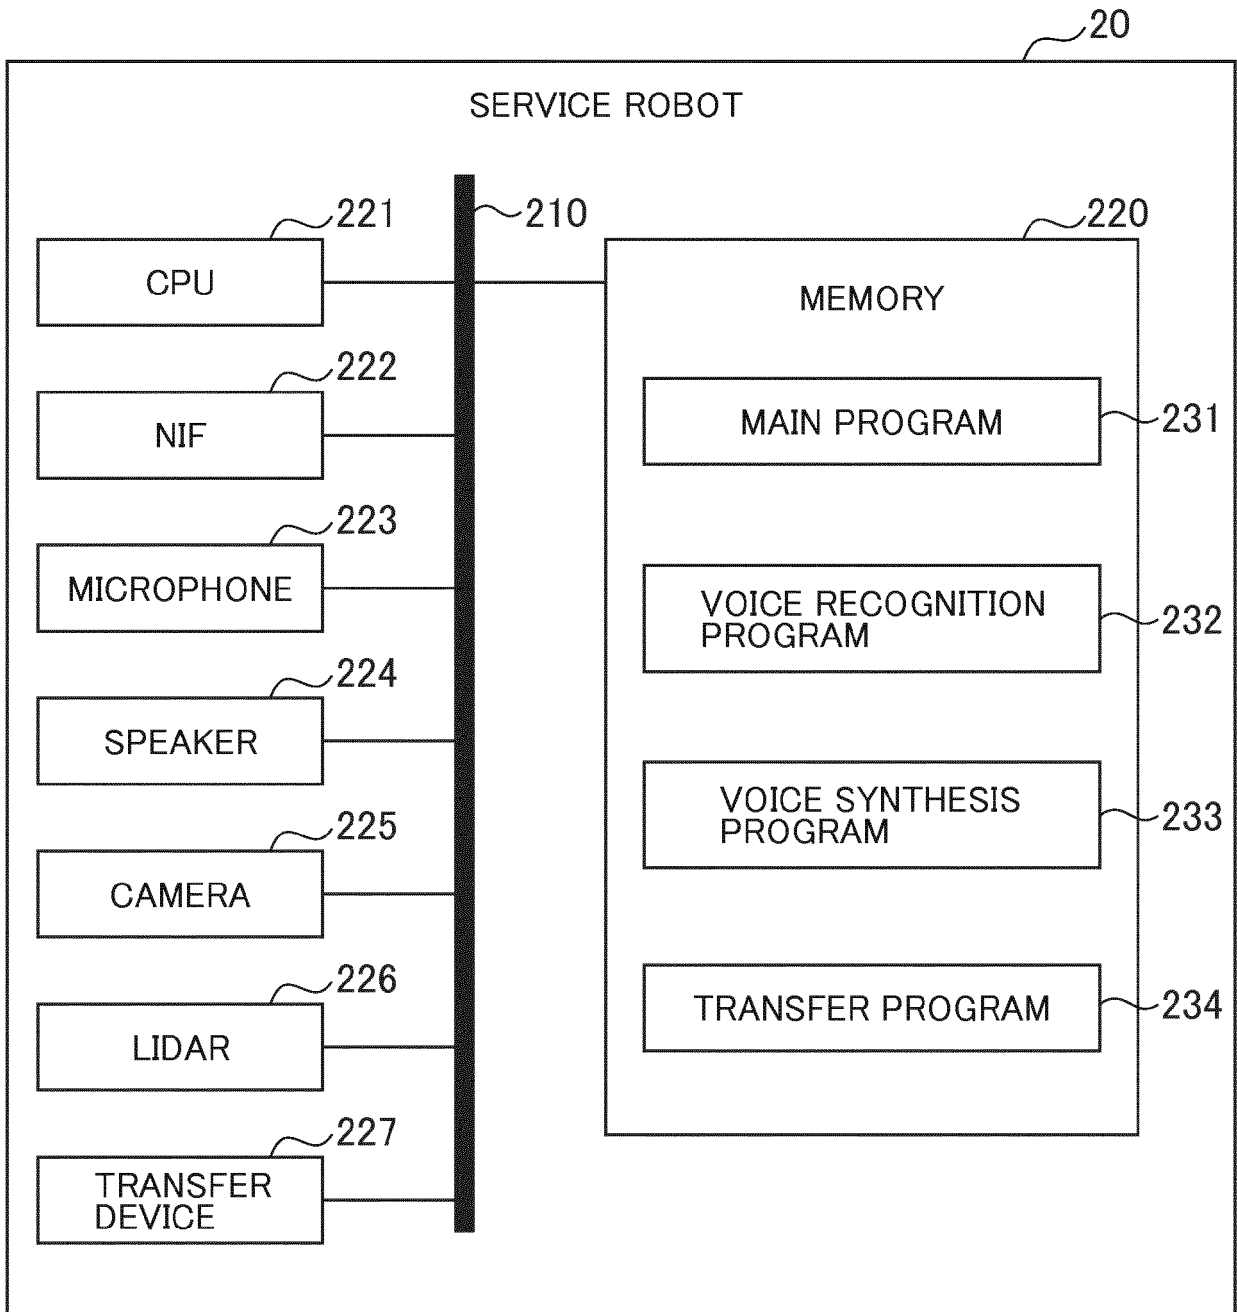 20
SERVICE ROBOT
221
CPU
222
NIF
223
MICROPHONE
224
SPEAKER
225
CAMERA
226
LIDAR
227
TRANSFER
DEVICE
210
220
MEMORY
MAIN PROGRAM
231
VOICE RECOGNITION
PROGRAM
232
VOICE SYNTHESIS
PROGRAM
233
TRANSFER PROGRAM
234